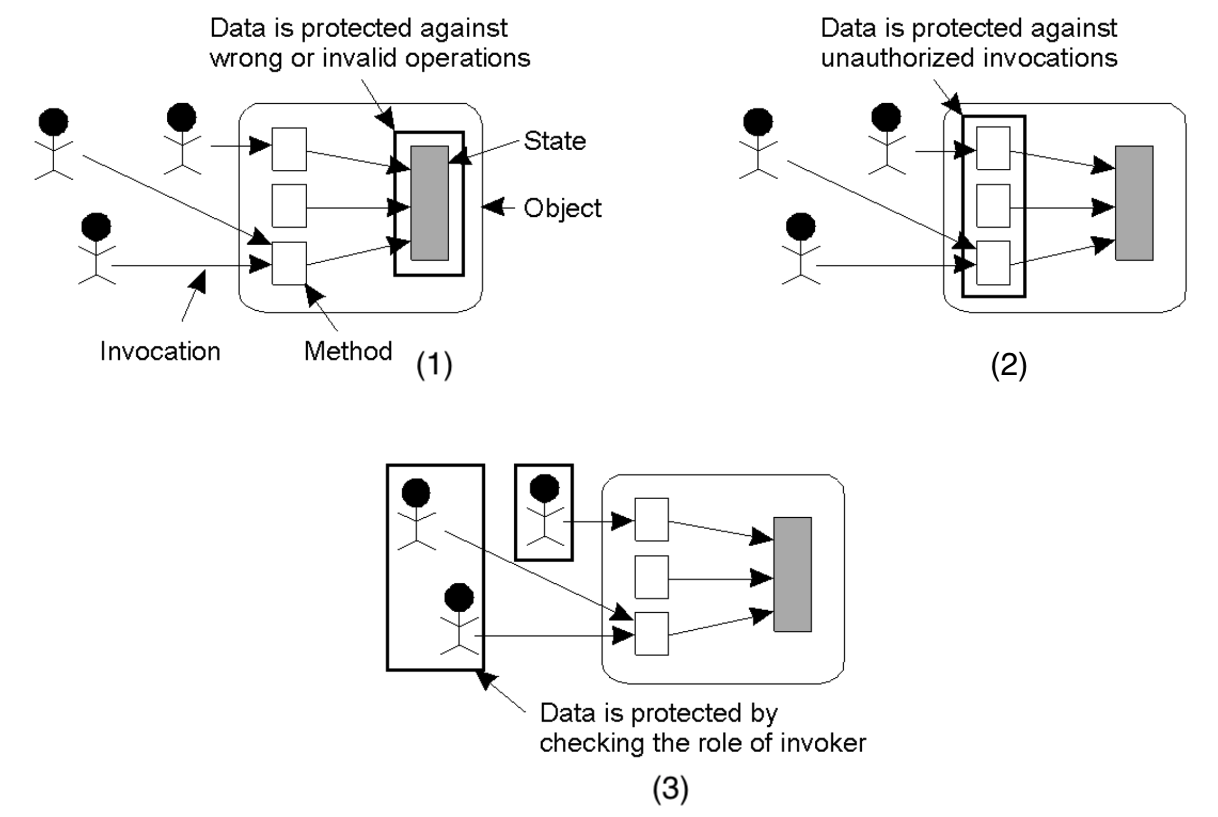 Data is protected against
wrong or invalid operations
State
Object
Invocation
Method
(1)
Data is protected against
unauthorized invocations
(2)
Data is protected by
checking the role of invoker
(3)